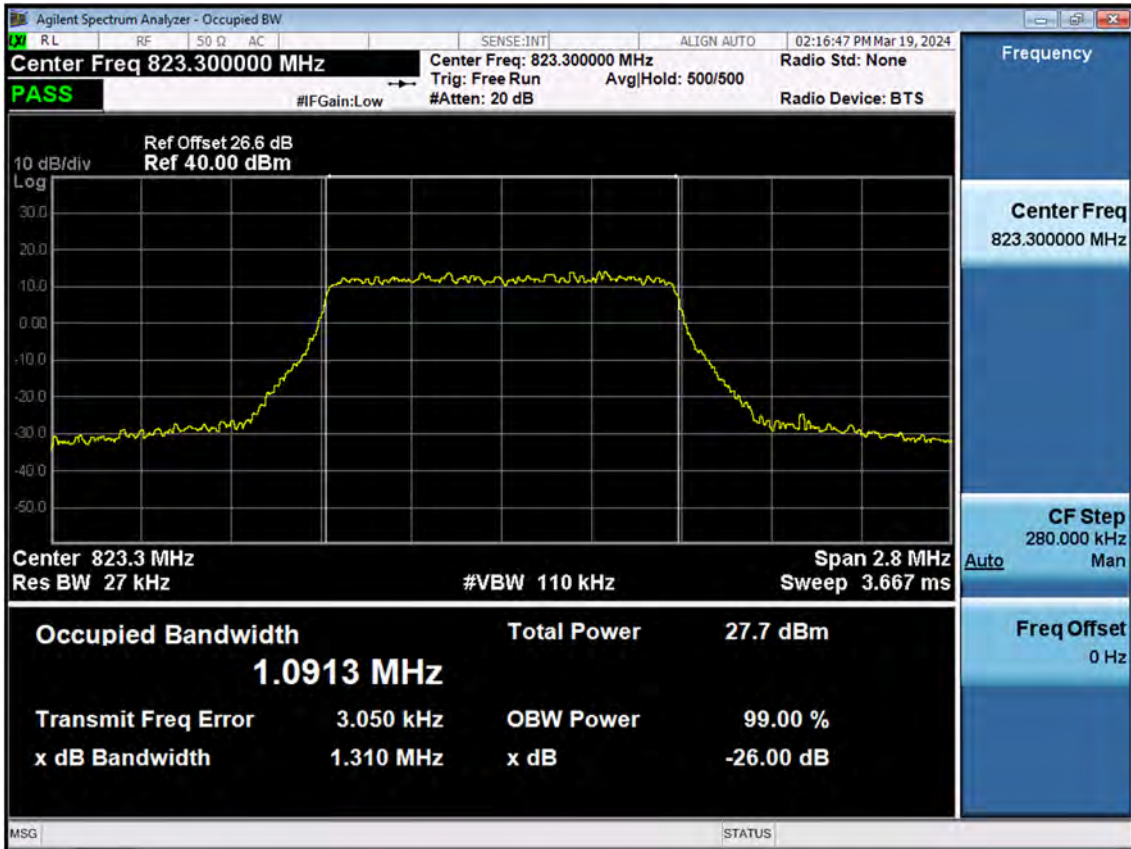 Agilent Spectrum Analyzer - Occupied BW
LXI RL RF 50 Ω AC SENSE:INT ALIGN AUTO 02:16:47 PM Mar 19, 2024
Center Freq 823.300000 MHz
Center Freq: 823.300000 MHz
Radio Std: None
Trig: Free Run Avg|Hold: 500/500
PASS
#IFGain:Low
#Atten: 20 dB
Radio Device: BTS
Ref Offset 26.6 dB
10 dB/div Ref 40.00 dBm
Log
30.0
20.0
10.0
0.00
-10.0
-20.0
-30.0
-40.0
-50.0
Center 823.3 MHz Span 2.8 MHz
Res BW 27 kHz #VBW 110 kHz Sweep 3.667 ms
Occupied Bandwidth Total Power 27.7 dBm
1.0913 MHz
Transmit Freq Error 3.050 kHz OBW Power 99.00 %
x dB Bandwidth 1.310 MHz x dB -26.00 dB
MSG STATUS
Frequency
Center Freq
823.300000 MHz
CF Step
280.000 kHz
Auto Man
Freq Offset
0 Hz